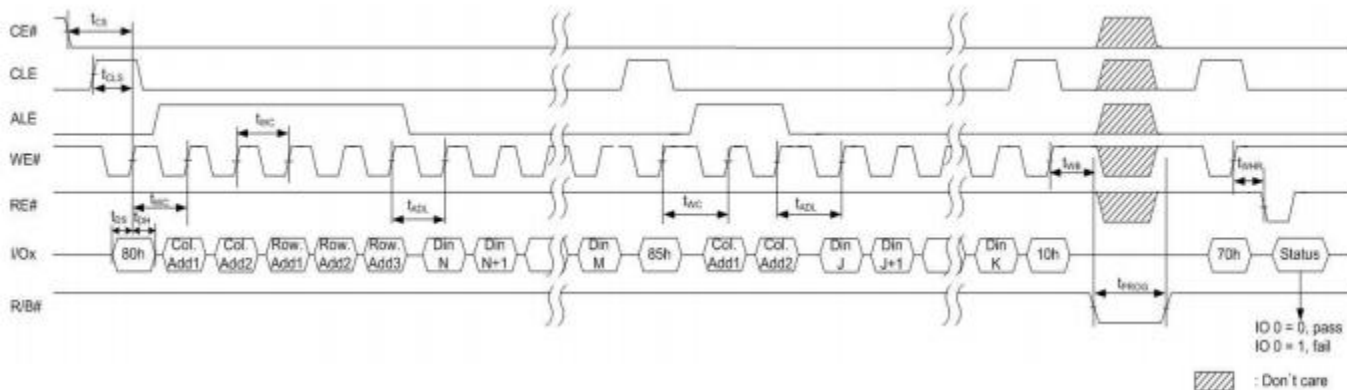 CE#
tCS
CLE
tCLS
ALE
tWC
WE#
tWB
tWHR
RE#
tDS tDH tWC tADL tWC tADL
I/Ox
80h Col. Add1 Col. Add2 Row. Add1 Row. Add2 Row. Add3 Din N Din N+1 Din M 85h Col. Add1 Col. Add2 Din J Din J+1 Din K 10h 70h Status
tPROG
R/B#
IO 0 = 0, pass
IO 0 = 1, fail
: Don't care